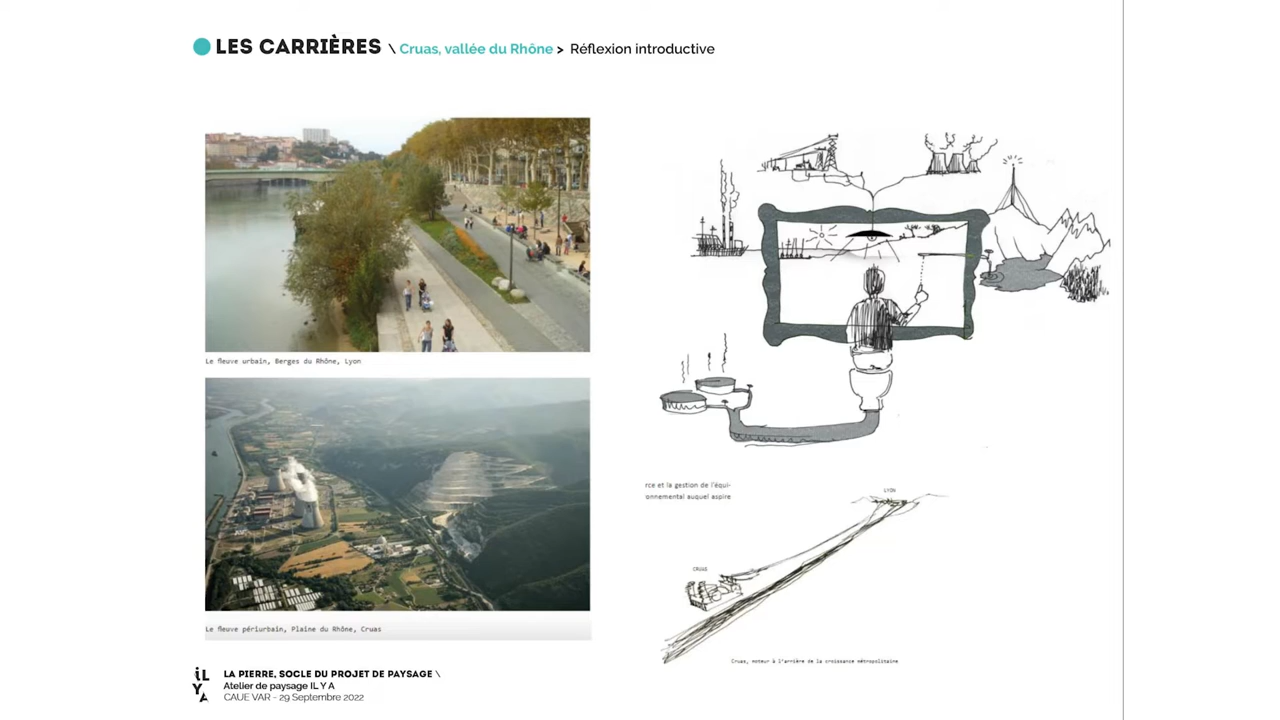 LES CARRIÈRES \ Cruas, vallée du Rhône > Réflexion introductive
Le fleuve urbain, Berges du Rhône, Lyon
Le fleuve périurbain, Plaine du Rhône, Cruas
rce et la gestion de l'équi-
onnemental auquel aspire
LYON
CRUAS
Cruas, moteur à l'arrière de la croissance métropolitaine
iL
YA
LA PIERRE, SOCLE DU PROJET DE PAYSAGE \
Atelier de paysage IL Y A
CAUE VAR - 29 Septembre 2022